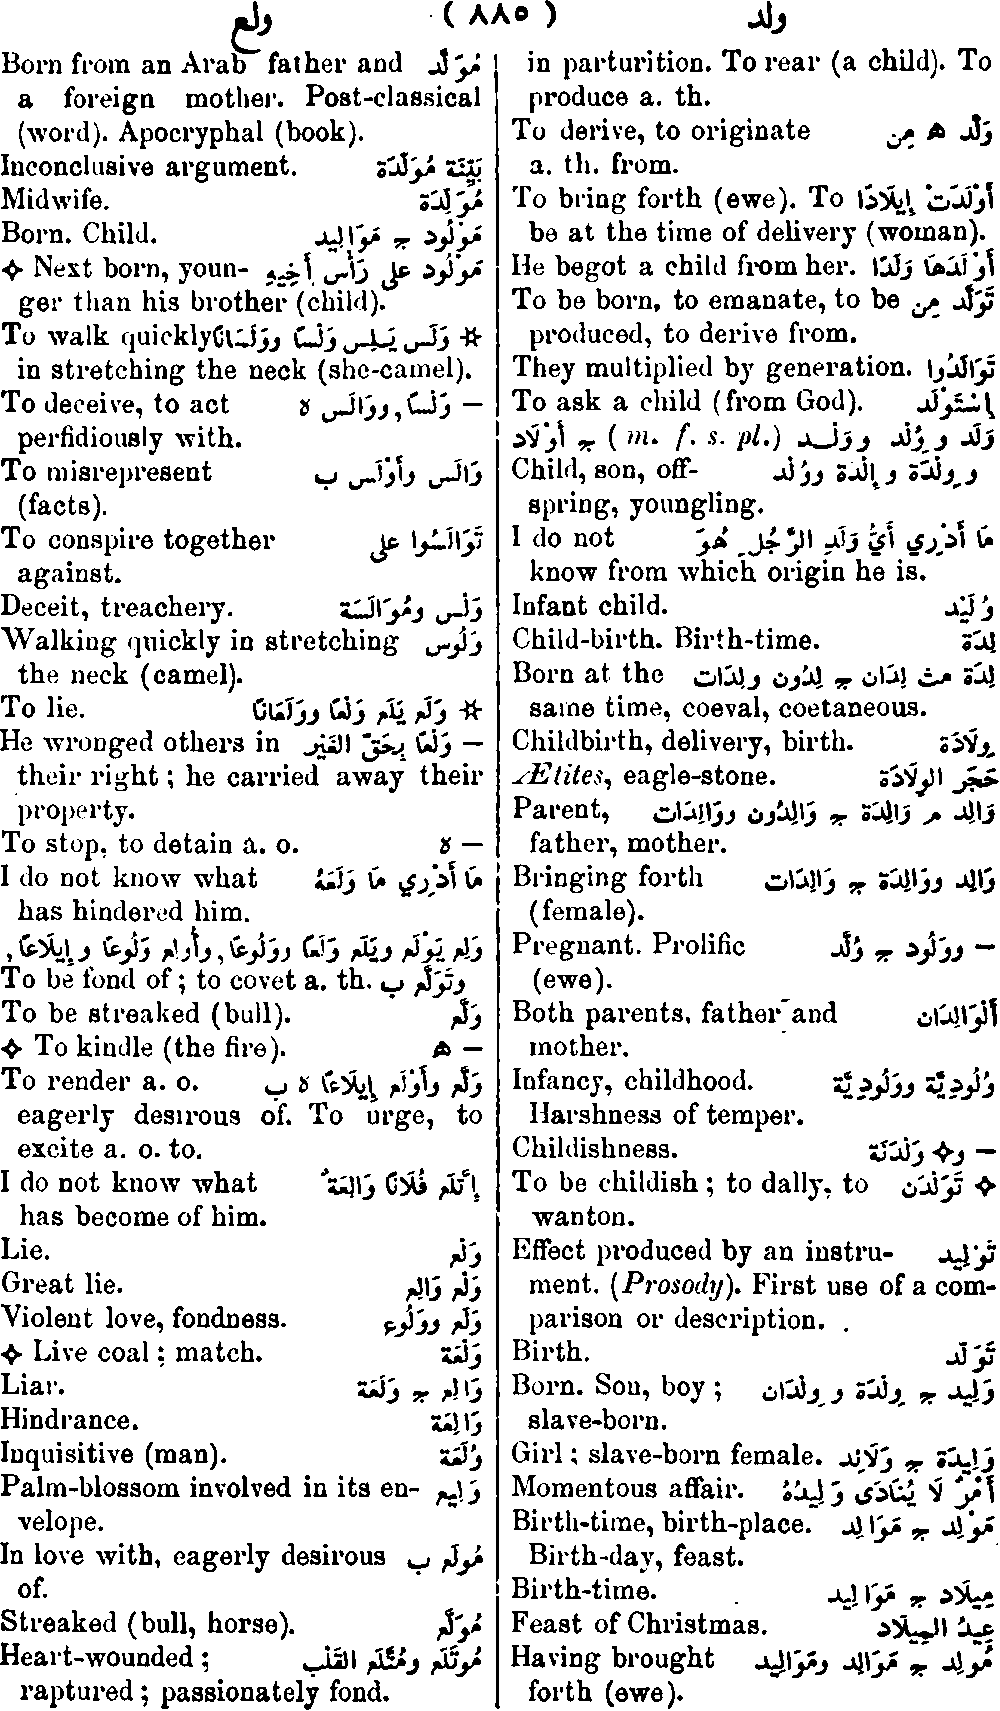 ولد ( ٨٨٥ ) ولع
in parturition. To rear (a child). To
produce a. th.
To derive, to originate وَلَّد ه مِن
a. th. from.
To bring forth (ewe). To أَوْلَدَتْ إِيلَادًا
be at the time of delivery (woman).
He begot a child from her. أَوْلَدَهَا وَلَدًا
To be born, to emanate, to be تَوَلَّد مِن
produced, to derive from.
They multiplied by generation. تَوَالَدُوا
To ask a child (from God). إِسْتَوْلَد
وَلَد و وُلْد ووَلْد (m. f. s. pl.) ج أَوْلَاد
Child, son, off- و وِلْدَة و إِلْدَة ووُلْد
spring, youngling.
I do not مَا أَدْرِي أَيُّ وَلَدِ الرَّجُلِ هُوَ
know from which origin he is.
Infant child. وُلَيْد
Child-birth. Birth-time. لِدَة
Born at the لِدَة مث لِدَان ج لِدُون ولِدَات
same time, coeval, coetaneous.
Childbirth, delivery, birth. وِلَادَة
Ætites, eagle-stone. حَجَر الوِلَادَة
Parent, وَالِد م وَالِدَة ج وَالِدُون ووَالِدَات
father, mother.
Bringing forth وَالِد ووَالِدَة ج وَالِدَات
(female).
Pregnant. Prolific — ووَلُود ج وُلَّد
(ewe).
Both parents, father and أَلْوَالِدَان
mother.
Infancy, childhood. وُلُودِيَّة ووَلُودِيَّة
Harshness of temper.
Childishness. — و✧ وَلْدَنَة
To be childish; to dally, to ✧ تَوَلْدَن
wanton.
Effect produced by an instru- تَوْلِيد
ment. (Prosody). First use of a com-
parison or description.
Birth. تَوَلُّد
Born. Son, boy; وَلِيد ج وِلْدَة و وِلْدَان
slave-born.
Girl; slave-born female. وَلِيدَة ج وَلَائِد
Momentous affair. أَمْرٌ لَا يُنَادَى وَلِيدُهُ
Birth-time, birth-place. مَوْلِد ج مَوَالِد
Birth-day, feast.
Birth-time. مِيلَاد ج مَوَالِيد
Feast of Christmas. عِيدُ المِيلَاد
Having brought مُولِد ج مَوَالِد ومَوَالِيد
forth (ewe).
Born from an Arab father and مُوَلَّد
a foreign mother. Post-classical
(word). Apocryphal (book).
Inconclusive argument. بَيِّنَة مُوَلَّدَة
Midwife. مُوَلِّدَة
Born. Child. مَوْلُود ج مَوَالِيد
✧ Next born, youn- مَوْلُود على رَأْس أَخِيهِ
ger than his brother (child).
To walk quickly ☆ وَلَس يَلِس وَلْسًا ووَلَسَانًا
in stretching the neck (she-camel).
To deceive, to act — وَلْسًا, ووَالَس ه
perfidiously with.
To misrepresent وَالَس وأَوْلَس ب
(facts).
To conspire together تَوَالَسُوا على
against.
Deceit, treachery. وَلْس ومُوَالَسَة
Walking quickly in stretching وَلُوس
the neck (camel).
To lie. ☆ وَلَع يَلَع وَلْعًا ووَلَعَانًا
He wronged others in — وَلْعًا بِحَقّ الغَيْر
their right; he carried away their
property.
To stop, to detain a. o. — ه
I do not know what مَا أَدْرِي مَا وَلَعَهُ
has hindered him.
وَلِع يَوْلَع ويَلَع وَلَعًا ووَلُوعًا, وأُولِع وَلُوعًا و إِيلَاعًا,
To be fond of; to covet a. th. وتَوَلَّع ب
To be streaked (bull). وَلَّع
✧ To kindle (the fire). — ه
To render a. o. وَلَّع وأَوْلَع إِيلَاعًا ه ب
eagerly desirous of. To urge, to
excite a. o. to.
I do not know what إِتَّلَع فُلَانًا وَالِعَةٌ
has become of him.
Lie. وَلْع
Great lie. وَلْع وَالِع
Violent love, fondness. وَلَع ووَلُوع
✧ Live coal; match. وَلْعَة
Liar. وَالِع ج وَلَعَة
Hindrance. وَالِعَة
Inquisitive (man). وُلَعَة
Palm-blossom involved in its en- وَلِيع
velope.
In love with, eagerly desirous مُولَع ب
of.
Streaked (bull, horse). مُوَلَّع
Heart-wounded; مُوتَلَع ومُتَّلَع القَلْب
raptured; passionately fond.